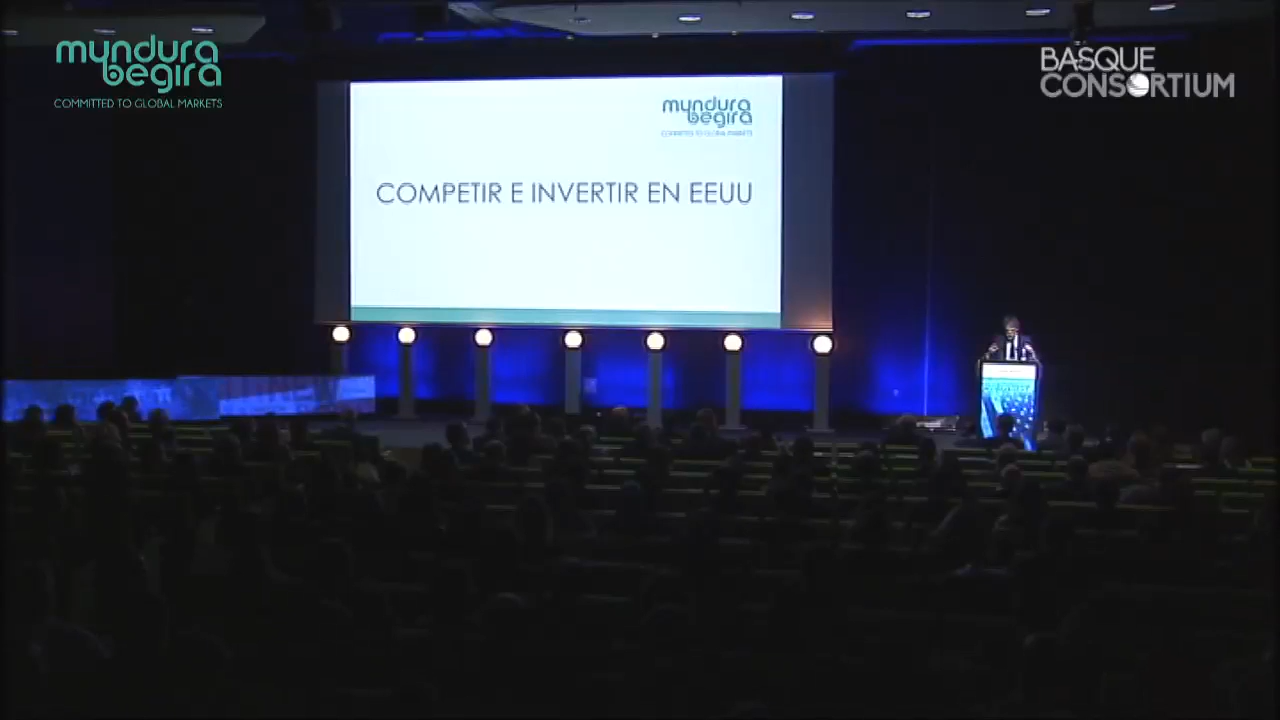 mundura
begira
COMMITTED TO GLOBAL MARKETS
BASQUE
CONSORTIUM
mundura
begira
COMMITTED TO GLOBAL MARKETS
COMPETIR E INVERTIR EN EEUU